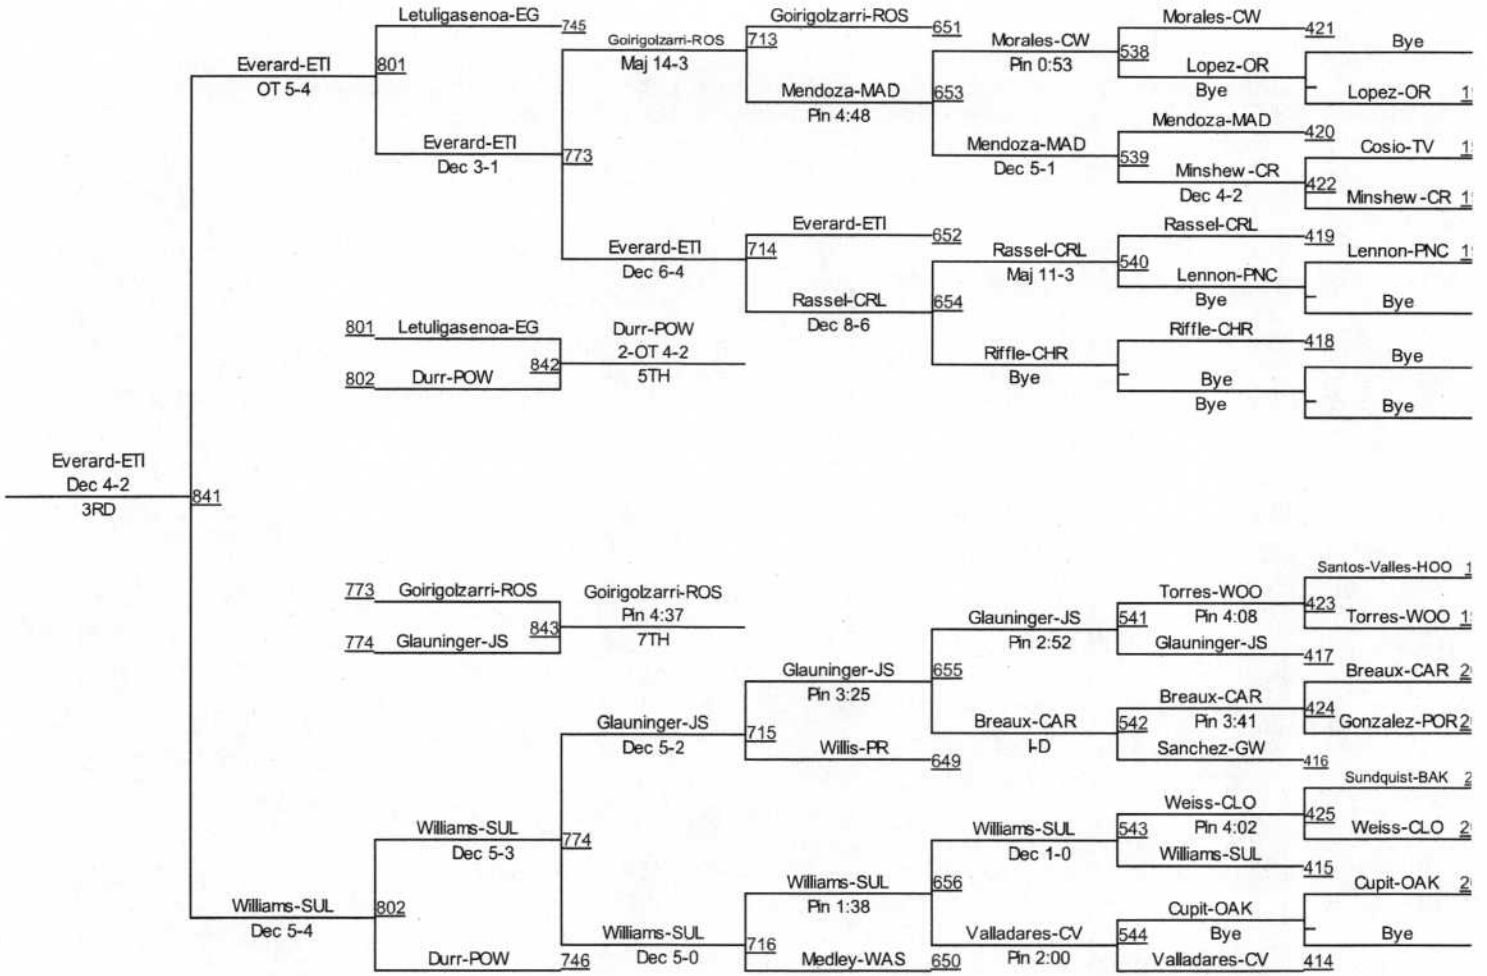 Letuligasenoa-EG
745
Goirigolzarri-ROS
651
Morales-CW
421
Bye
Goirigolzarri-ROS
713
Morales-CW
538
Everard-ETI
801
Maj 14-3
Pin 0:53
Lopez-OR
OT 5-4
Mendoza-MAD
653
Bye
Lopez-OR
Pin 4:48
Mendoza-MAD
420
Everard-ETI
773
Mendoza-MAD
539
Cosio-TV
Dec 3-1
Dec 5-1
Minshew-CR
422
Dec 4-2
Minshew-CR
Everard-ETI
652
Rassel-CRL
419
Everard-ETI
714
Rassel-CRL
540
Lennon-PNC
Dec 6-4
Maj 11-3
Lennon-PNC
Rassel-CRL
654
Bye
Bye
801
Letuligasenoa-EG
Durr-POW
Dec 8-6
Riffle-CHR
418
2-OT 4-2
Riffle-CHR
Bye
802
Durr-POW
842
5TH
Bye
Bye
Bye
Bye
Everard-ETI
Dec 4-2
841
3RD
Santos-Valles-HOO
773
Goirigolzarri-ROS
Goirigolzarri-ROS
Torres-WOO
423
Pin 4:37
Glauninger-JS
541
Pin 4:08
Torres-WOO
774
Glauninger-JS
843
7TH
Pin 2:52
Glauninger-JS
417
Glauninger-JS
655
Breaux-CAR
Pin 3:25
Breaux-CAR
424
Glauninger-JS
715
Breaux-CAR
542
Pin 3:41
Gonzalez-POR
Dec 5-2
Willis-PR
649
I-D
Sanchez-GW
416
Sundquist-BAK
Weiss-CLO
425
Williams-SUL
774
Williams-SUL
543
Pin 4:02
Weiss-CLO
Dec 5-3
Dec 1-0
Williams-SUL
415
Williams-SUL
656
Cupit-OAK
Williams-SUL
802
Pin 1:38
Cupit-OAK
Dec 5-4
Williams-SUL
716
Valladares-CV
544
Bye
Bye
Durr-POW
746
Dec 5-0
Medley-WAS
650
Pin 2:00
Valladares-CV
414